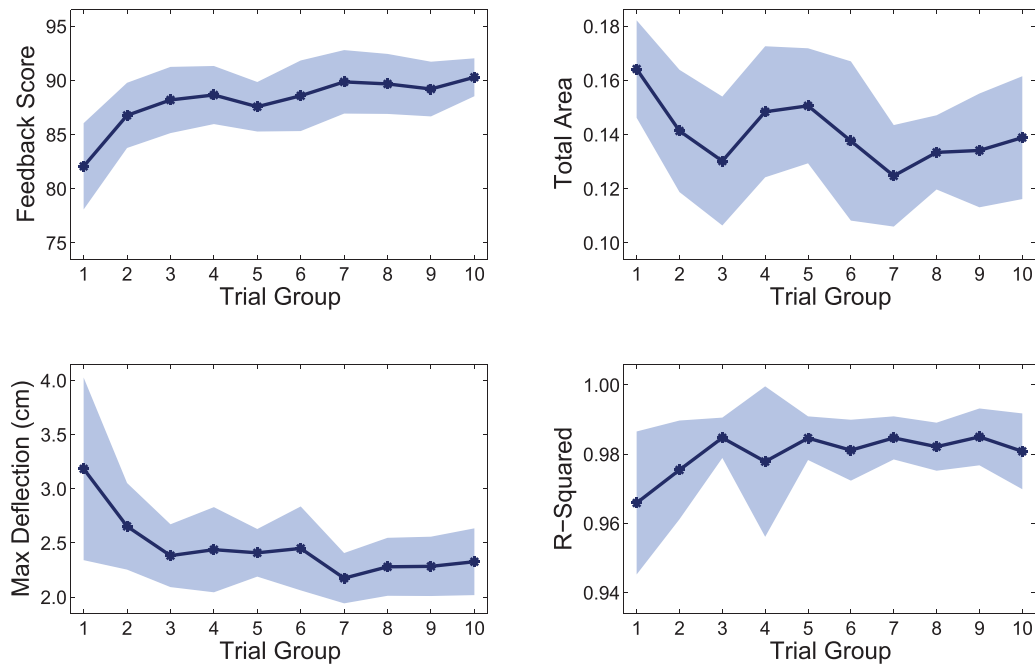 Feedback Score
95
90
85
80
75
1 2 3 4 5 6 7 8 9 10
Trial Group
Total Area
0.18
0.16
0.14
0.12
0.10
1 2 3 4 5 6 7 8 9 10
Trial Group
Max Deflection (cm)
4.0
3.5
3.0
2.5
2.0
1 2 3 4 5 6 7 8 9 10
Trial Group
R−Squared
1.00
0.98
0.96
0.94
1 2 3 4 5 6 7 8 9 10
Trial Group